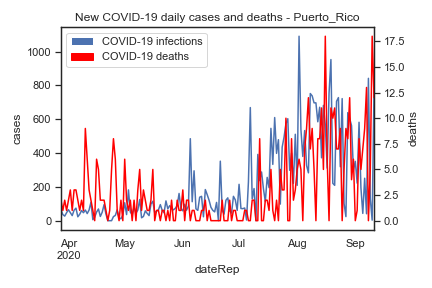 New COVID-19 daily cases and deaths - Puerto_Rico
COVID-19 infections
COVID-19 deaths
1000
800
600
400
200
0
cases
17.5
15.0
12.5
10.0
7.5
5.0
2.5
0.0
deaths
Apr May Jun Jul Aug Sep
2020
dateRep